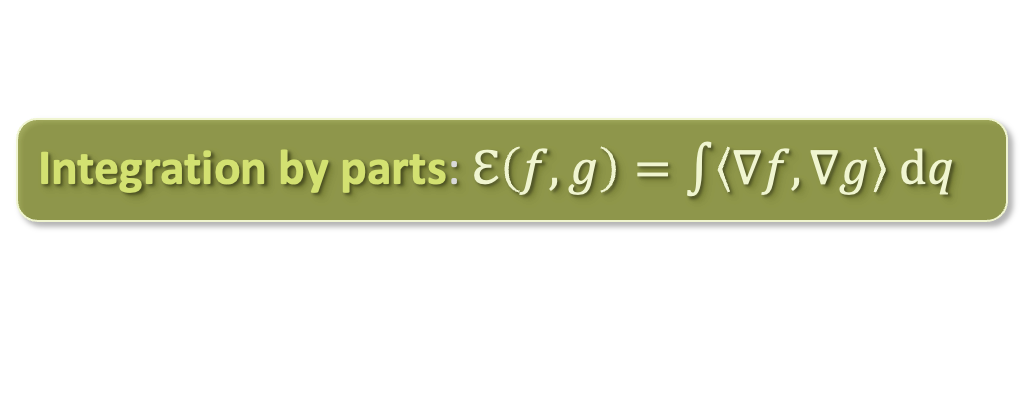 Integration by parts: ℰ(f, g) = ∫⟨∇f, ∇g⟩ dq